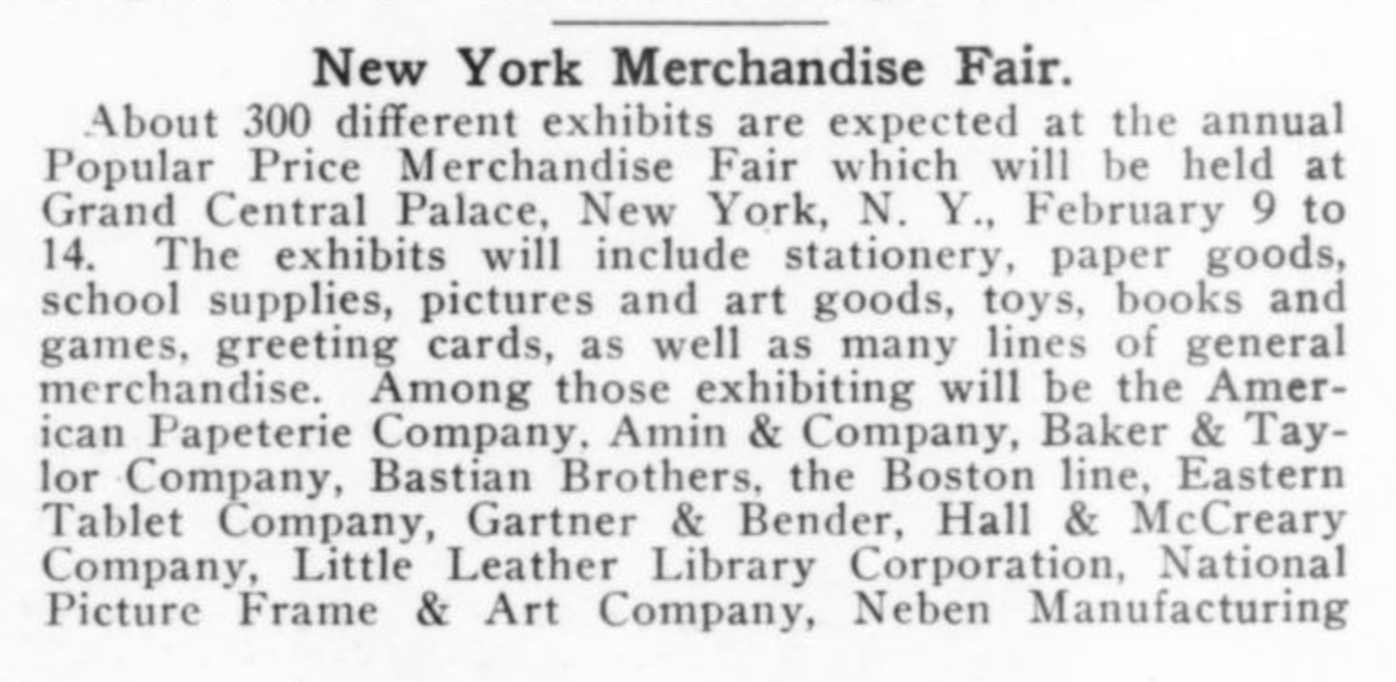 New York Merchandise Fair.
About 300 different exhibits are expected at the annual
Popular Price Merchandise Fair which will be held at
Grand Central Palace, New York, N. Y., February 9 to
14. The exhibits will include stationery, paper goods,
school supplies, pictures and art goods, toys, books and
games, greeting cards, as well as many lines of general
merchandise. Among those exhibiting will be the Amer-
ican Papeterie Company, Amin & Company, Baker & Tay-
lor Company, Bastian Brothers, the Boston line, Eastern
Tablet Company, Gartner & Bender, Hall & McCreary
Company, Little Leather Library Corporation, National
Picture Frame & Art Company, Neben Manufacturing